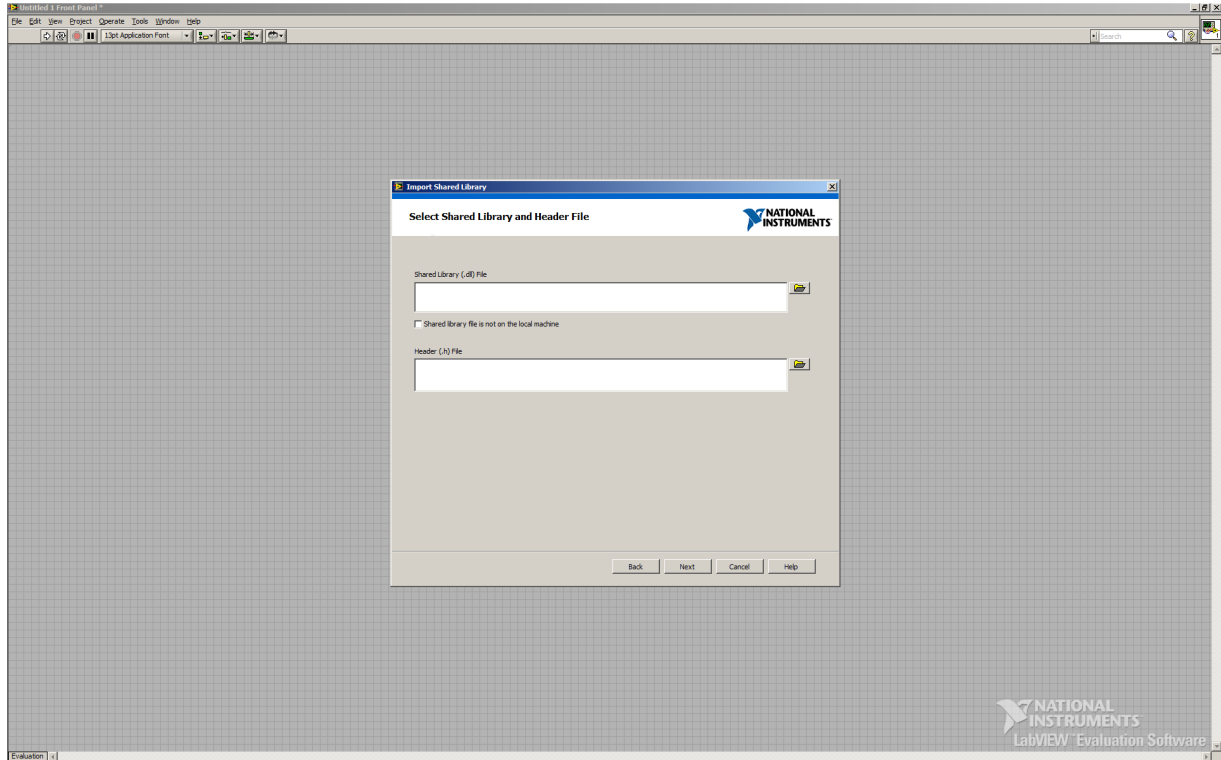 Untitled 1 Front Panel *
File Edit View Project Operate Tools Window Help
13pt Application Font
Search
1
Import Shared Library
Select Shared Library and Header File
NATIONAL
INSTRUMENTS
Shared Library (.dll) File
Shared library file is not on the local machine
Header (.h) File
Back Next Cancel Help
NATIONAL
INSTRUMENTS
LabVIEW™ Evaluation Software
Evaluation